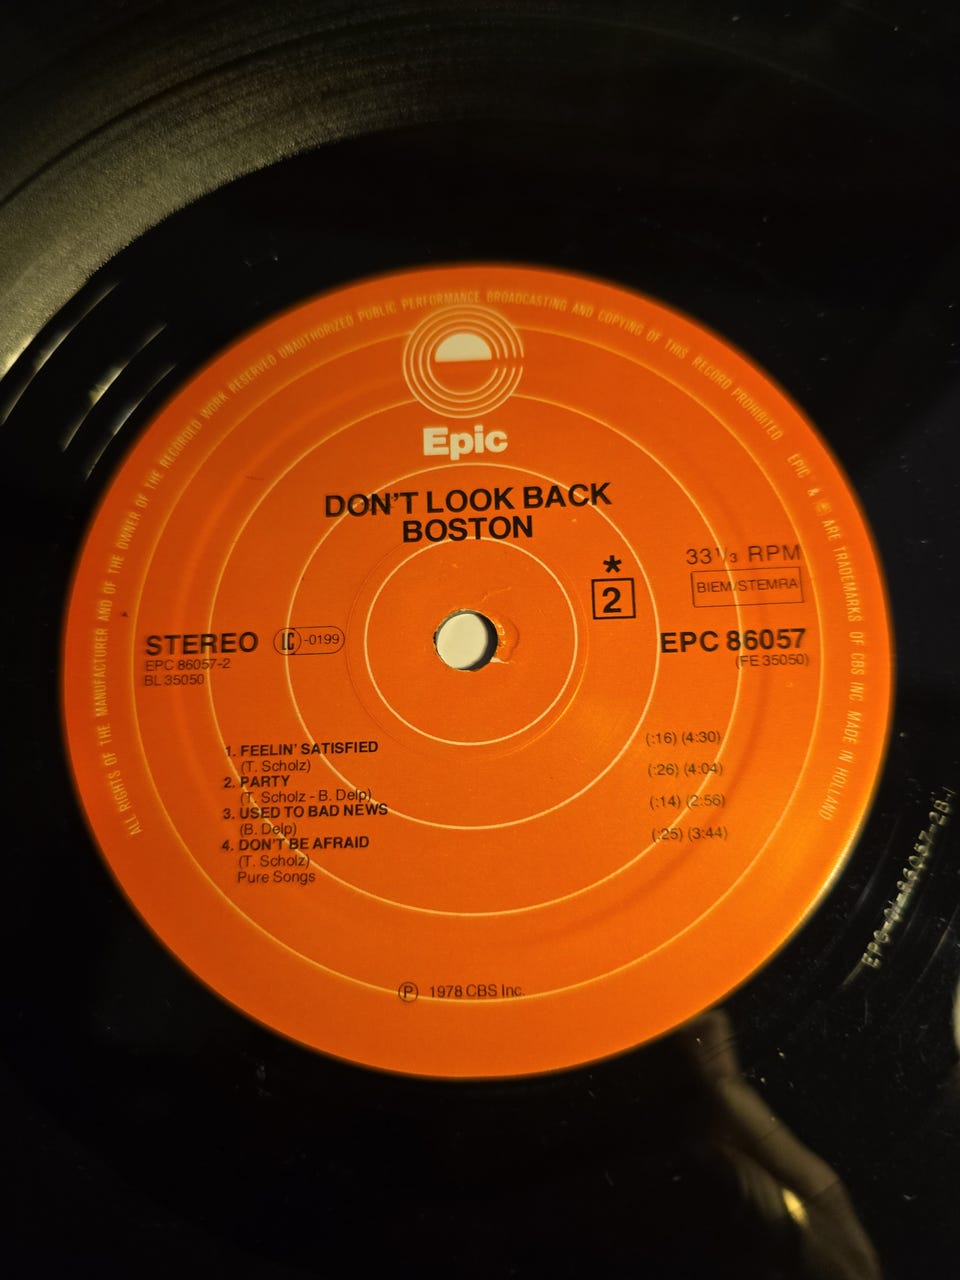 ALL RIGHTS OF THE MANUFACTURER AND OF THE OWNER OF THE RECORDED WORK RESERVED UNAUTHORIZED PUBLIC PERFORMANCE BROADCASTING AND COPYING OF THIS RECORD PROHIBITED EPIC & ARE TRADEMARKS OF CBS INC MADE IN HOLLAND
Epic
DON'T LOOK BACK
BOSTON
33 1/3 RPM
*
2
BIEM/STEMRA
STEREO LC-0199
EPC 86057
EPC 86057-2
(FE 35050)
BL 35050
1. FEELIN' SATISFIED (:16) (4:30)
(T. Scholz)
2. PARTY (:26) (4:04)
(T. Scholz - B. Delp)
3. USED TO BAD NEWS (:14) (2:56)
(B. Delp)
4. DON'T BE AFRAID (:25) (3:44)
(T. Scholz)
Pure Songs
℗ 1978 CBS Inc.